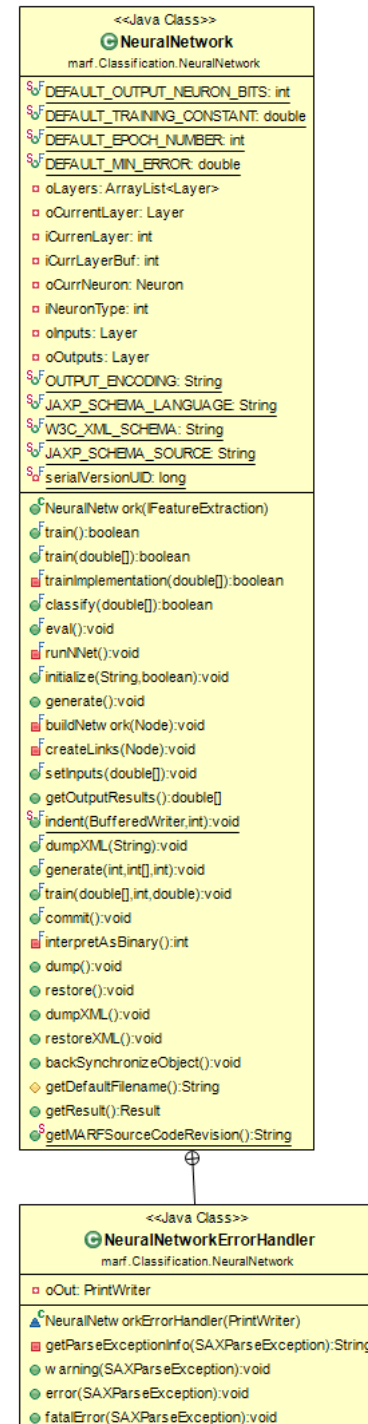 <<Java Class>>
NeuralNetwork
marf.Classification.NeuralNetwork
DEFAULT_OUTPUT_NEURON_BITS: int
DEFAULT_TRAINING_CONSTANT: double
DEFAULT_EPOCH_NUMBER: int
DEFAULT_MIN_ERROR: double
oLayers: ArrayList<Layer>
oCurrentLayer: Layer
iCurrenLayer: int
iCurrLayerBuf: int
oCurrNeuron: Neuron
iNeuronType: int
oInputs: Layer
oOutputs: Layer
OUTPUT_ENCODING: String
JAXP_SCHEMA_LANGUAGE: String
W3C_XML_SCHEMA: String
JAXP_SCHEMA_SOURCE: String
serialVersionUID: long
NeuralNetwork(IFeatureExtraction)
train():boolean
train(double[]):boolean
trainImplementation(double[]):boolean
classify(double[]):boolean
eval():void
runNNet():void
initialize(String,boolean):void
generate():void
buildNetwork(Node):void
createLinks(Node):void
setInputs(double[]):void
getOutputResults():double[]
indent(BufferedWriter,int):void
dumpXML(String):void
generate(int,int[],int):void
train(double[],int,double):void
commit():void
interpretAsBinary():int
dump():void
restore():void
dumpXML():void
restoreXML():void
backSynchronizeObject():void
getDefaultFilename():String
getResult():Result
getMARFSourceCodeRevision():String
<<Java Class>>
NeuralNetworkErrorHandler
marf.Classification.NeuralNetwork
oOut: PrintWriter
NeuralNetworkErrorHandler(PrintWriter)
getParseExceptionInfo(SAXParseException):String
warning(SAXParseException):void
error(SAXParseException):void
fatalError(SAXParseException):void